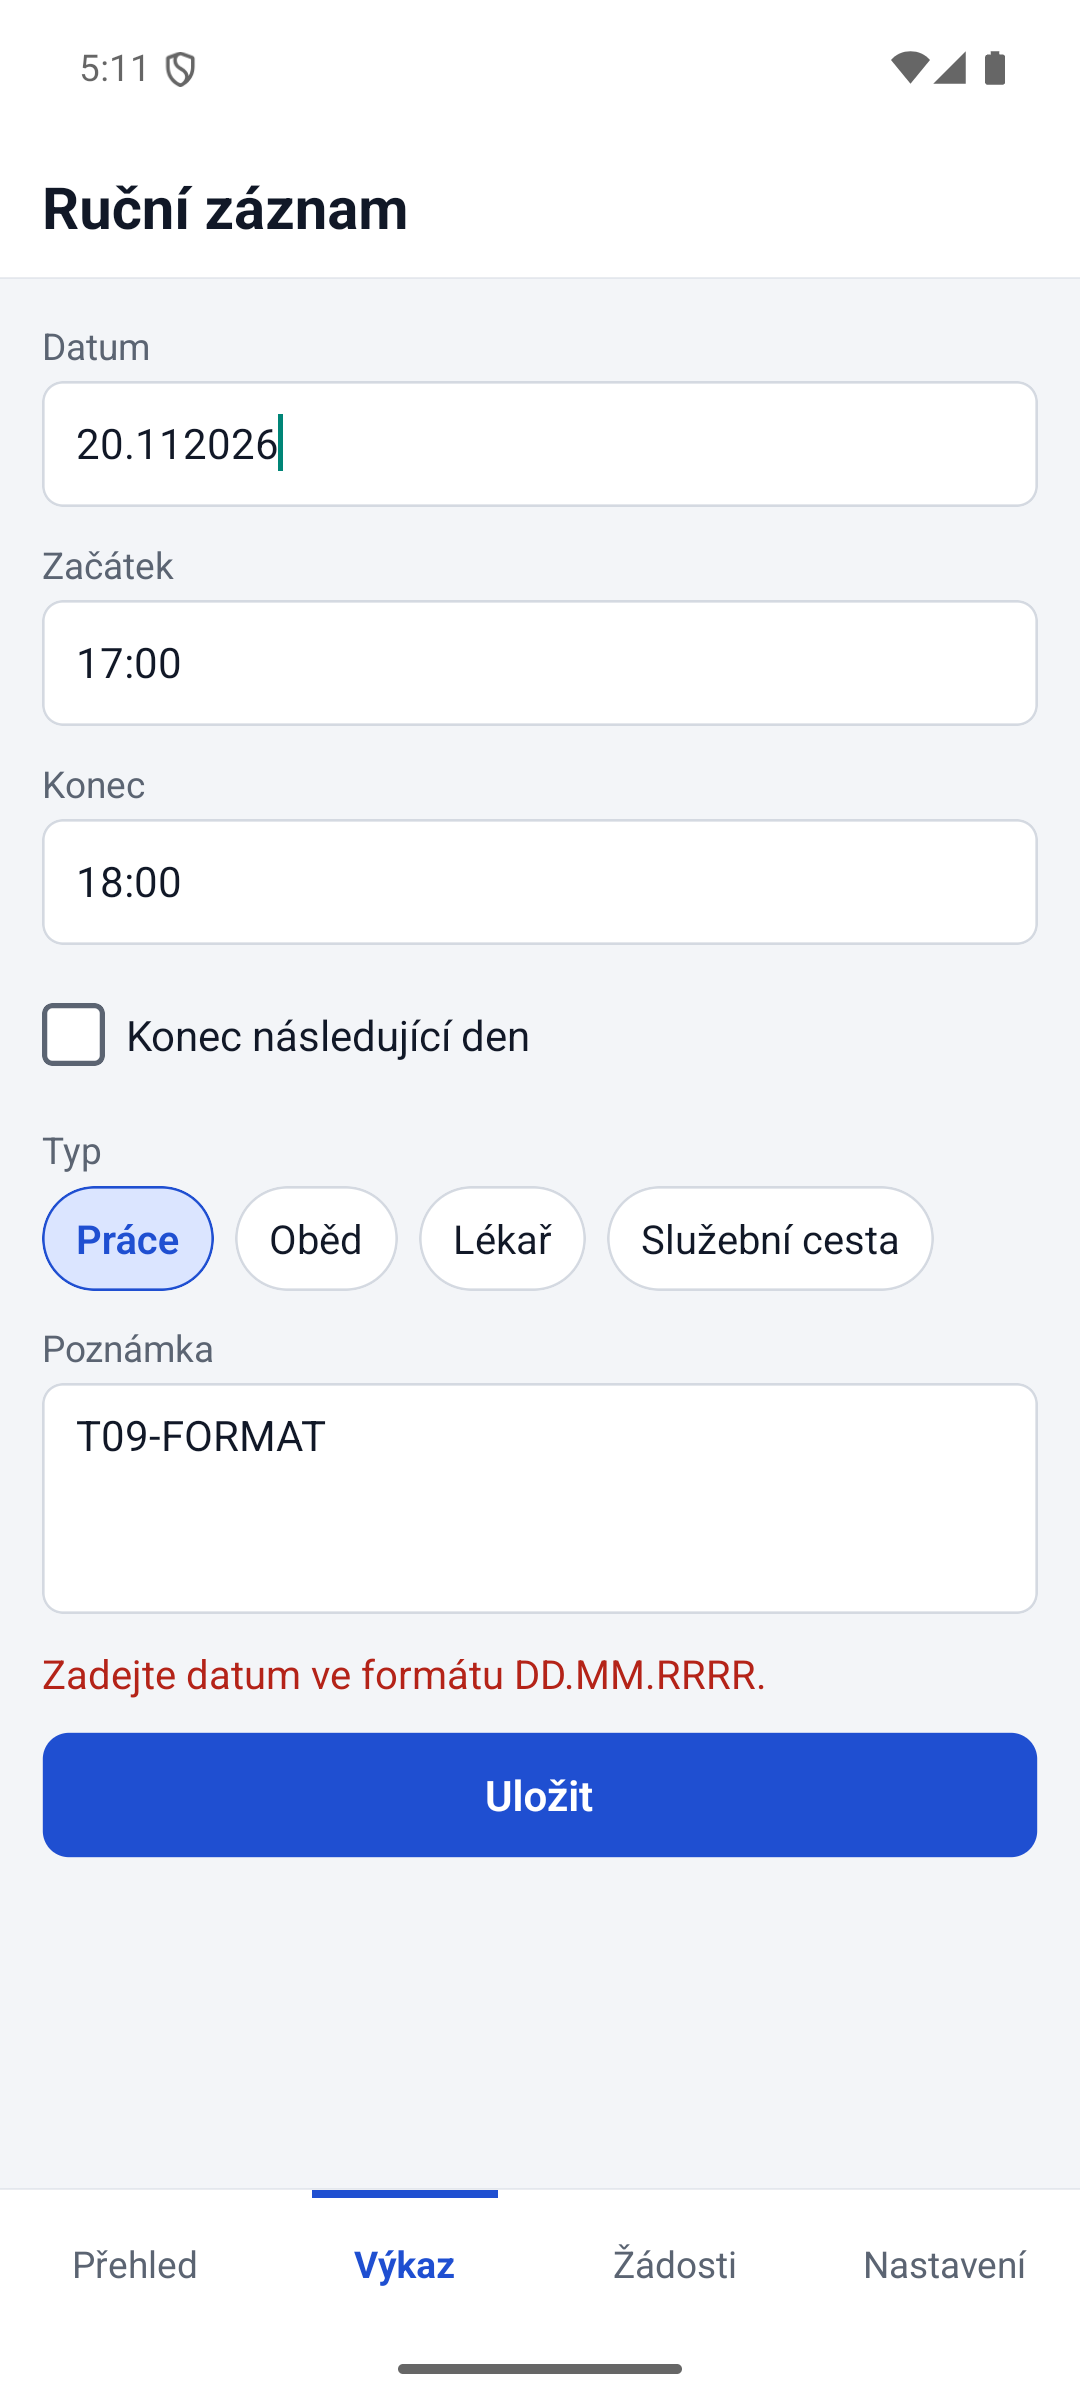 5:11
Ruční záznam
Datum
20.112026
Začátek
17:00
Konec
18:00
Konec následující den
Typ
Práce Oběd Lékař Služební cesta
Poznámka
T09-FORMAT
Zadejte datum ve formátu DD.MM.RRRR.
Uložit
Přehled Výkaz Žádosti Nastavení